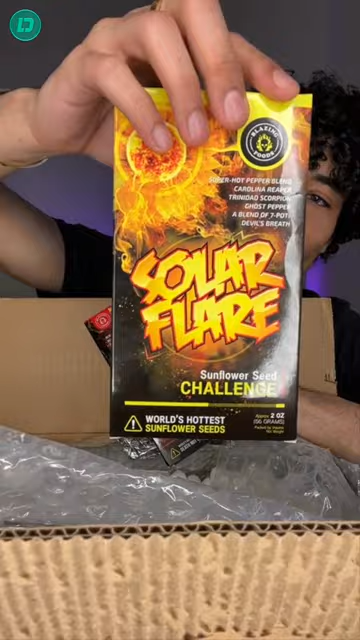 BLAZING
FOODS
SUPER-HOT PEPPER BLEND
CAROLINA REAPER
TRINIDAD SCORPION
GHOST PEPPER
A BLEND OF 7-POT
DEVIL'S BREATH
SOLAR
FLARE
Sunflower Seed
CHALLENGE
WORLD'S HOTTEST
SUNFLOWER SEEDS
Approx 2 OZ
(56 GRAMS)